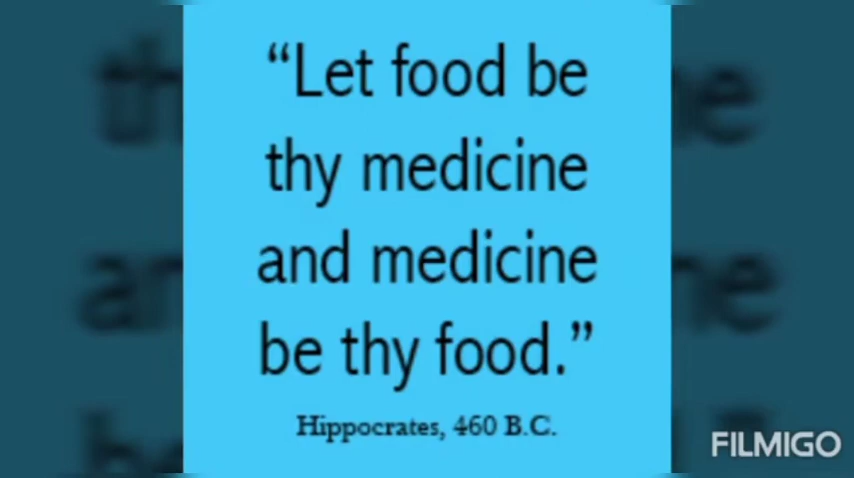 “Let food be
thy medicine
and medicine
be thy food.”
Hippocrates, 460 B.C.
FILMIGO